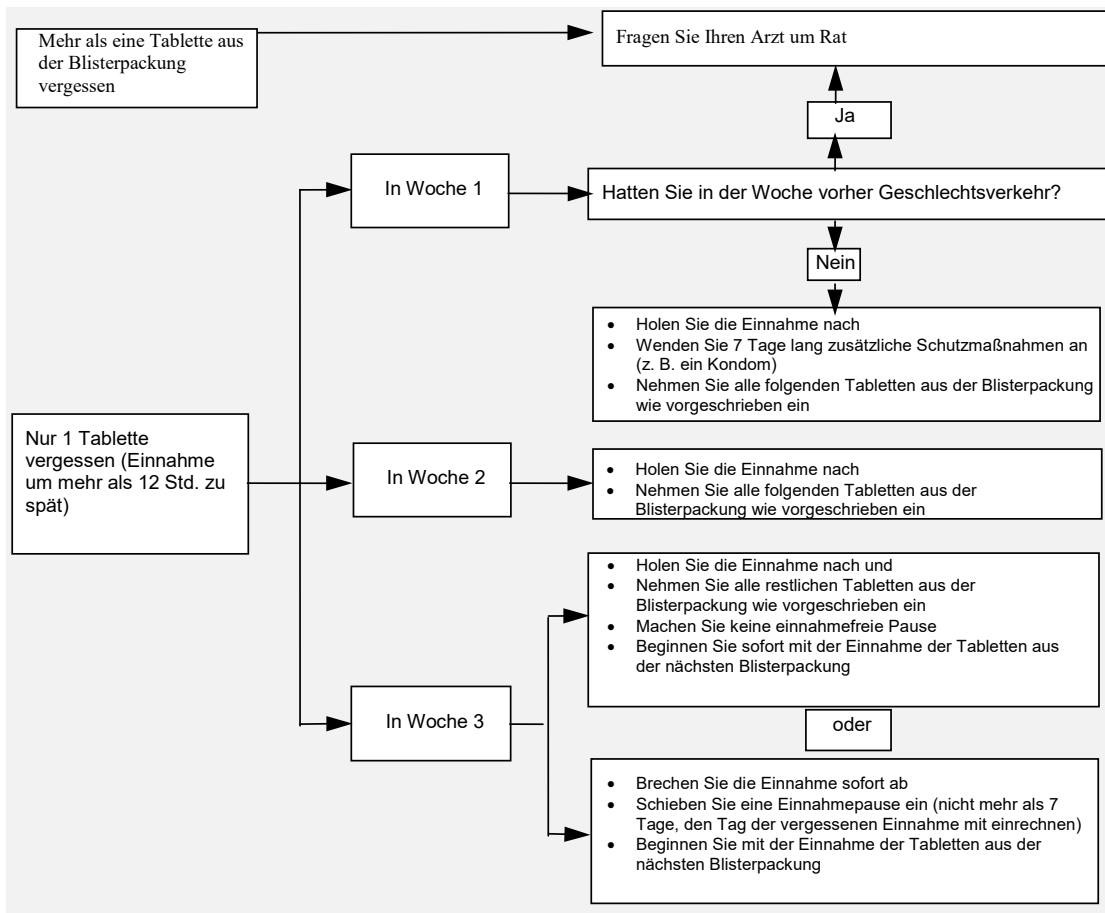 Mehr als eine Tablette aus
der Blisterpackung
vergessen
Fragen Sie Ihren Arzt um Rat
Ja
In Woche 1
Hatten Sie in der Woche vorher Geschlechtsverkehr?
Nein
• Holen Sie die Einnahme nach
• Wenden Sie 7 Tage lang zusätzliche Schutzmaßnahmen an
(z. B. ein Kondom)
• Nehmen Sie alle folgenden Tabletten aus der Blisterpackung
wie vorgeschrieben ein
Nur 1 Tablette
vergessen (Einnahme
um mehr als 12 Std. zu
spät)
In Woche 2
• Holen Sie die Einnahme nach
• Nehmen Sie alle folgenden Tabletten aus der
Blisterpackung wie vorgeschrieben ein
• Holen Sie die Einnahme nach und
• Nehmen Sie alle restlichen Tabletten aus der
Blisterpackung wie vorgeschrieben ein
• Machen Sie keine einnahmefreie Pause
• Beginnen Sie sofort mit der Einnahme der Tabletten aus
der nächsten Blisterpackung
In Woche 3
oder
• Brechen Sie die Einnahme sofort ab
• Schieben Sie eine Einnahmepause ein (nicht mehr als 7
Tage, den Tag der vergessenen Einnahme mit einrechnen)
• Beginnen Sie mit der Einnahme der Tabletten aus der
nächsten Blisterpackung